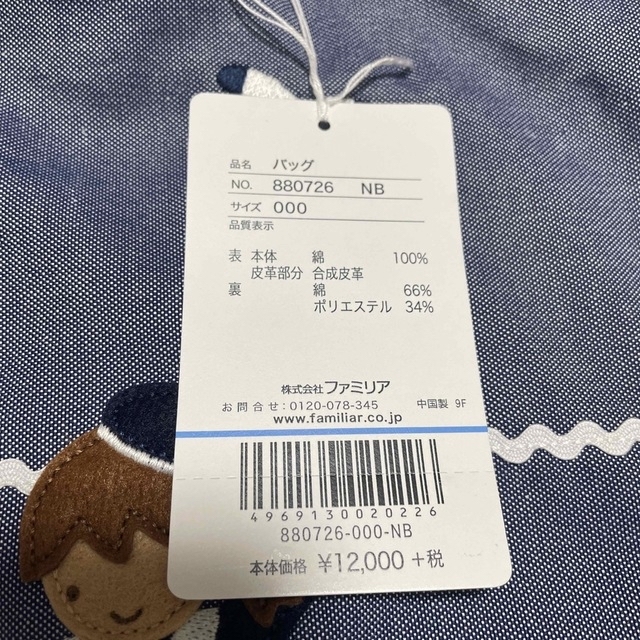 品名 バッグ
NO. 880726 NB
サイズ 000
品質表示
表 本体 綿 100%
皮革部分 合成皮革
裏 綿 66%
ポリエステル 34%
株式会社ファミリア
お問合せ:0120-078-345 中国製 9F
www.familiar.co.jp
4969130020226
880726-000-NB
本体価格 ¥12,000 +税